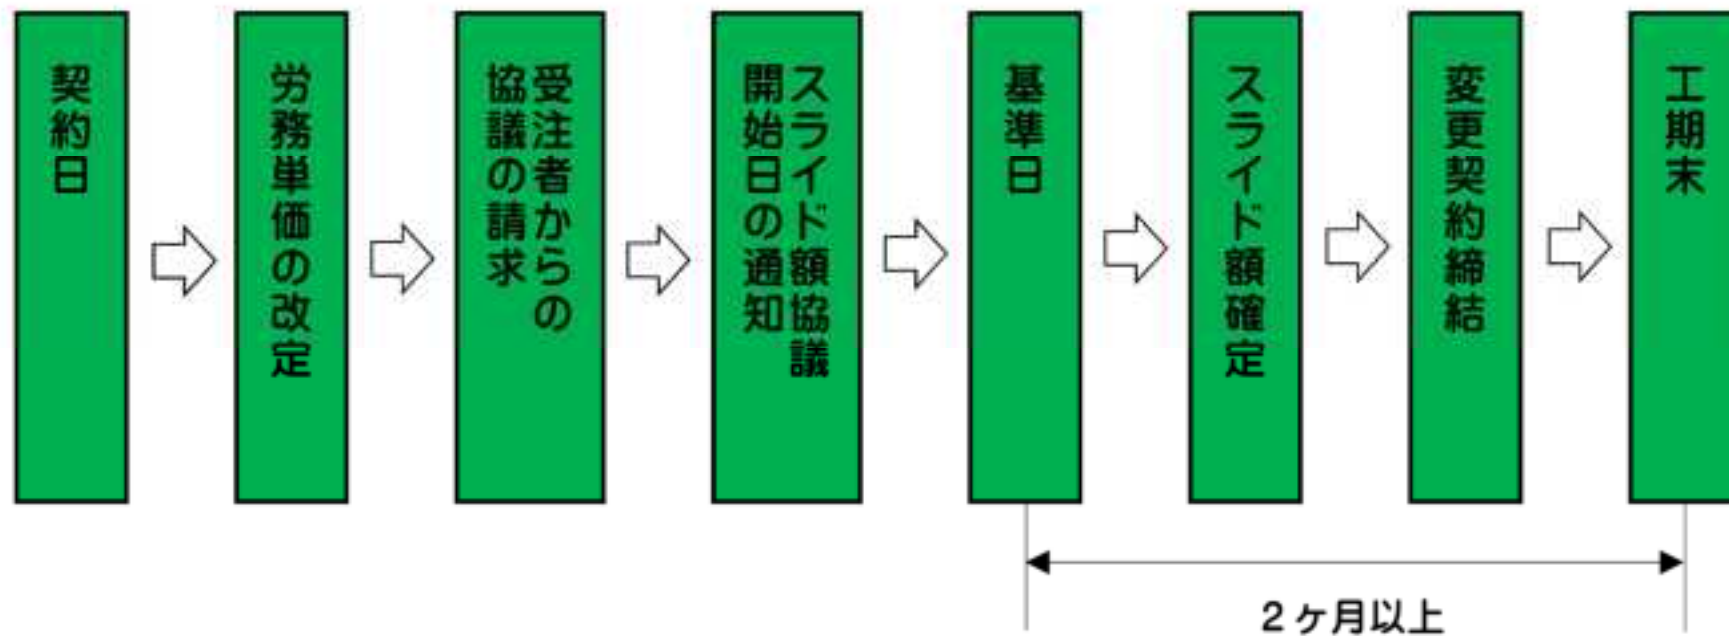 契約日
労務単価の改定
受注者からの
協議の請求
スライド額協議
開始日の通知
基準日
スライド額確定
変更契約締結
工期末
2ヶ月以上